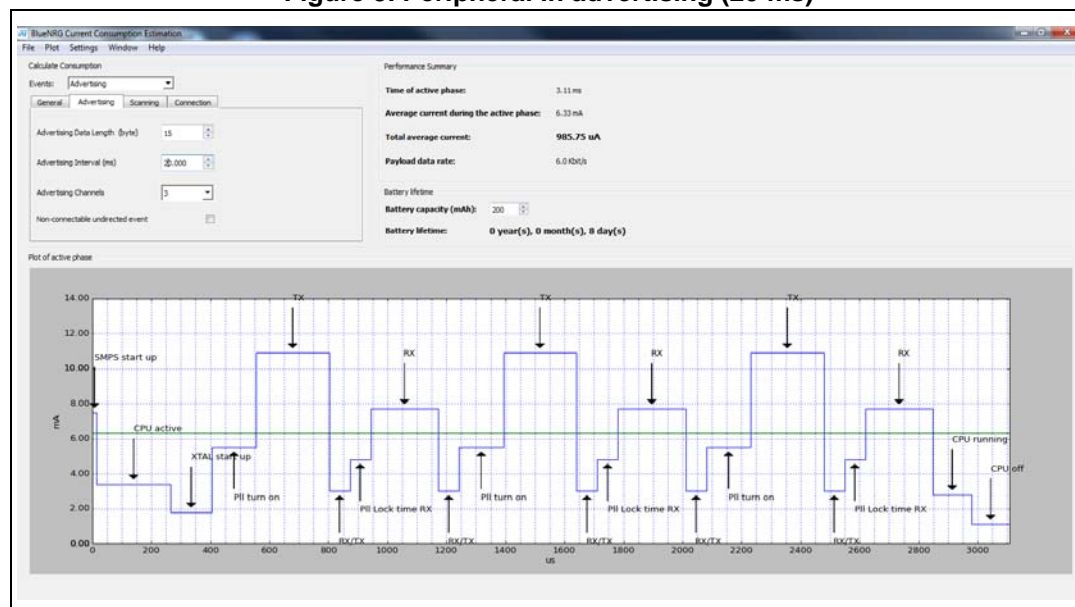 BlueNRG Current Consumption Estimation
File Plot Settings Window Help
Calculate Consumption
Events: Advertising
General Advertising Scanning Connection
Advertising Data Length (byte) 15
Advertising Interval (ms) 20.000
Advertising Channels 3
Non-connectable undirected event
Performance Summary
Time of active phase: 3.11 ms
Average current during the active phase: 6.33 mA
Total average current: 985.75 uA
Payload data rate: 6.0 Kbit/s
Battery lifetime
Battery capacity (mAh): 200
Battery lifetime: 0 year(s), 0 month(s), 8 day(s)
Plot of active phase
14.00
12.00
10.00
8.00
6.00
4.00
2.00
0.00
mA
TX TX TX
SMPS start up RX RX RX
CPU active CPU running
XTAL start up CPU off
Pll turn on Pll turn on Pll turn on
Pll Lock time RX Pll Lock time RX Pll Lock time RX
RX/TX RX/TX RX/TX RX/TX RX/TX
0 200 400 600 800 1000 1200 1400 1600 1800 2000 2200 2400 2600 2800 3000
us